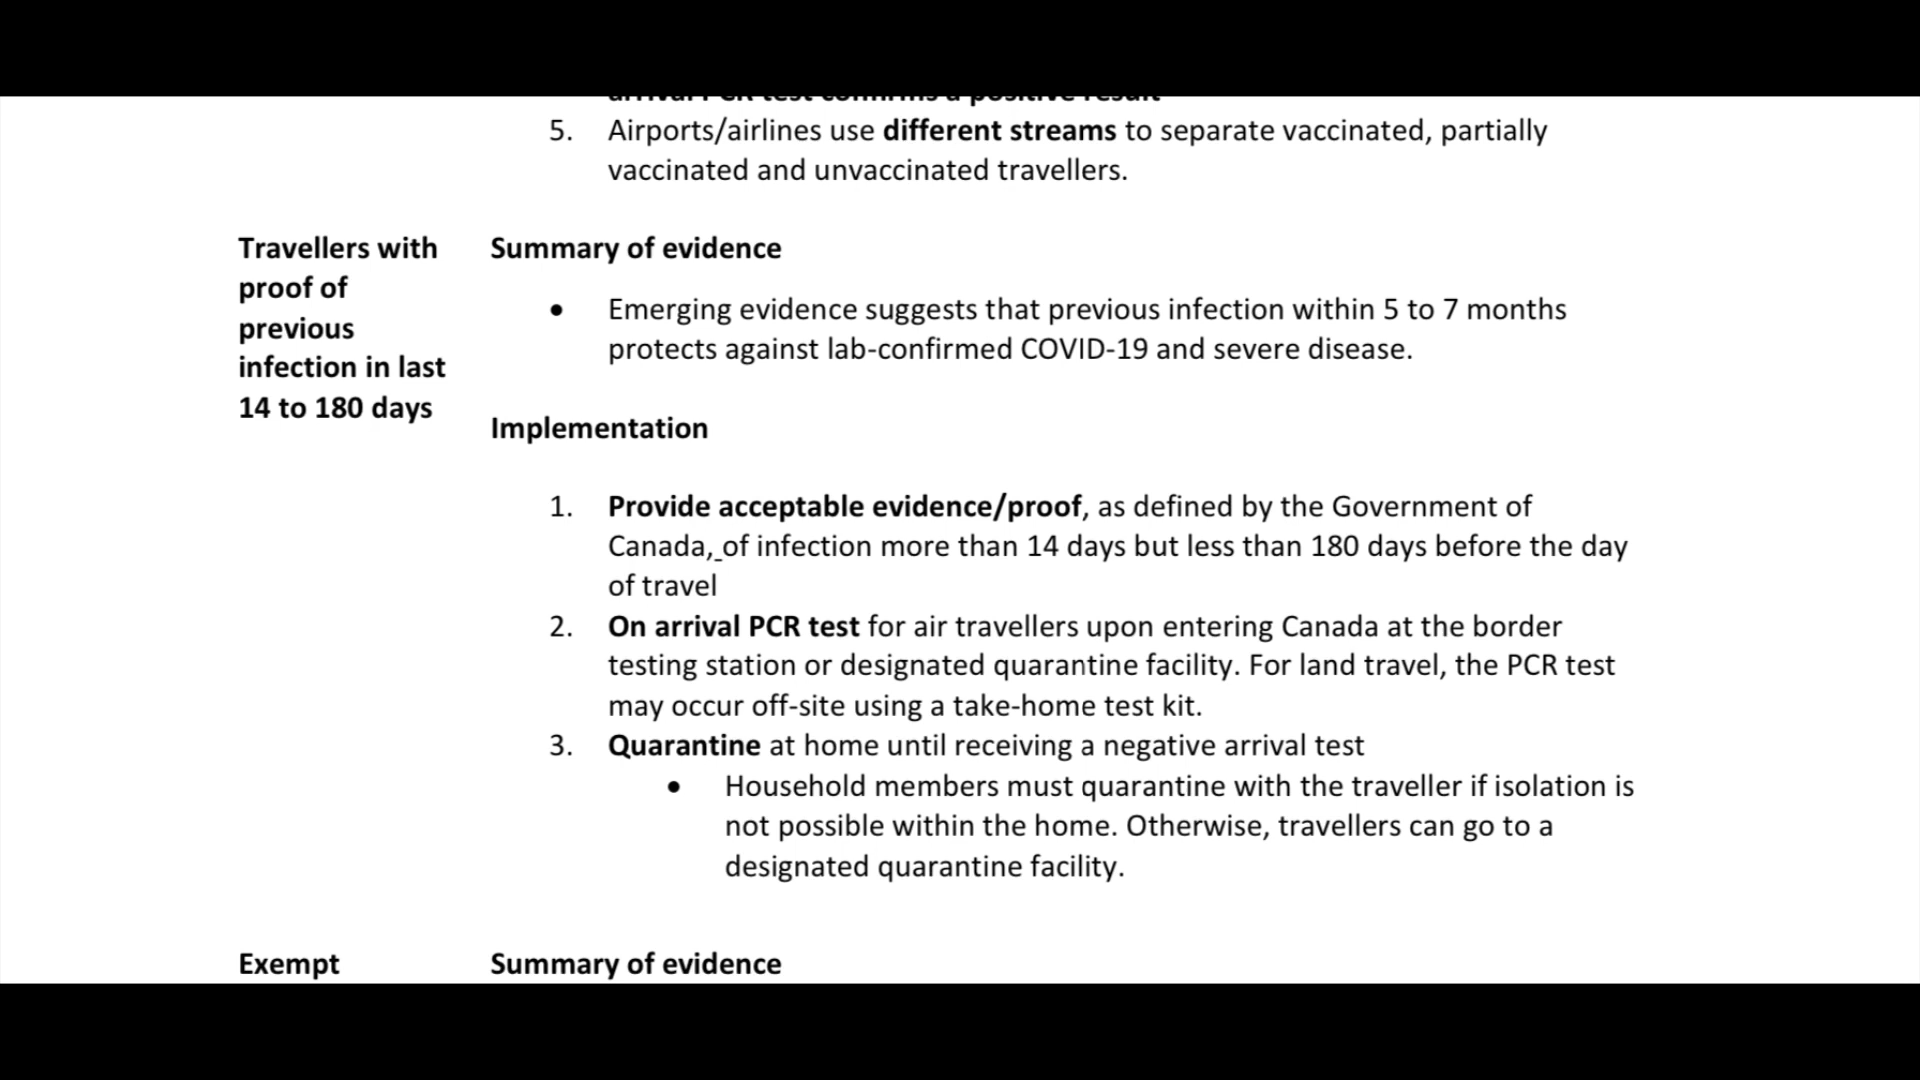 arrival PCR test confirms a positive result
5. Airports/airlines use different streams to separate vaccinated, partially
vaccinated and unvaccinated travellers.
Travellers with
proof of
previous
infection in last
14 to 180 days
Summary of evidence
• Emerging evidence suggests that previous infection within 5 to 7 months
protects against lab-confirmed COVID-19 and severe disease.
Implementation
1. Provide acceptable evidence/proof, as defined by the Government of
Canada, of infection more than 14 days but less than 180 days before the day
of travel
2. On arrival PCR test for air travellers upon entering Canada at the border
testing station or designated quarantine facility. For land travel, the PCR test
may occur off-site using a take-home test kit.
3. Quarantine at home until receiving a negative arrival test
• Household members must quarantine with the traveller if isolation is
not possible within the home. Otherwise, travellers can go to a
designated quarantine facility.
Exempt
Summary of evidence